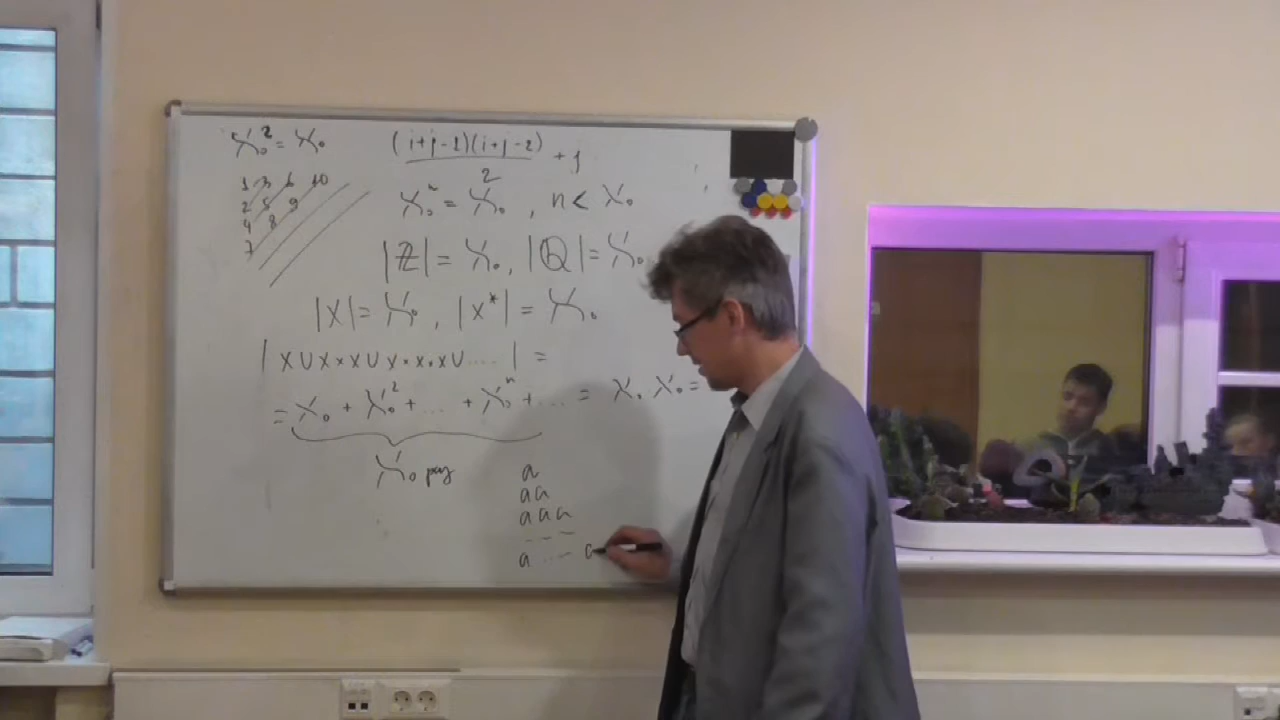 ℵ₀² = ℵ₀
1 3 6 10
2 5 9
4 8
7
(i+j-1)(i+j-2)/2 + j
ℵ₀ⁿ = ℵ₀ , n < ℵ₀
|ℤ| = ℵ₀, |ℚ| = ℵ₀
|X| = ℵ₀, |X*| = ℵ₀
| X ∪ X×X ∪ X×X×X ∪ .... | =
= ℵ₀ + ℵ₀² + ... + ℵ₀ⁿ + ... = ℵ₀ ℵ₀ =
ℵ₀ раз
a
aa
aaa
- - -
a ... a